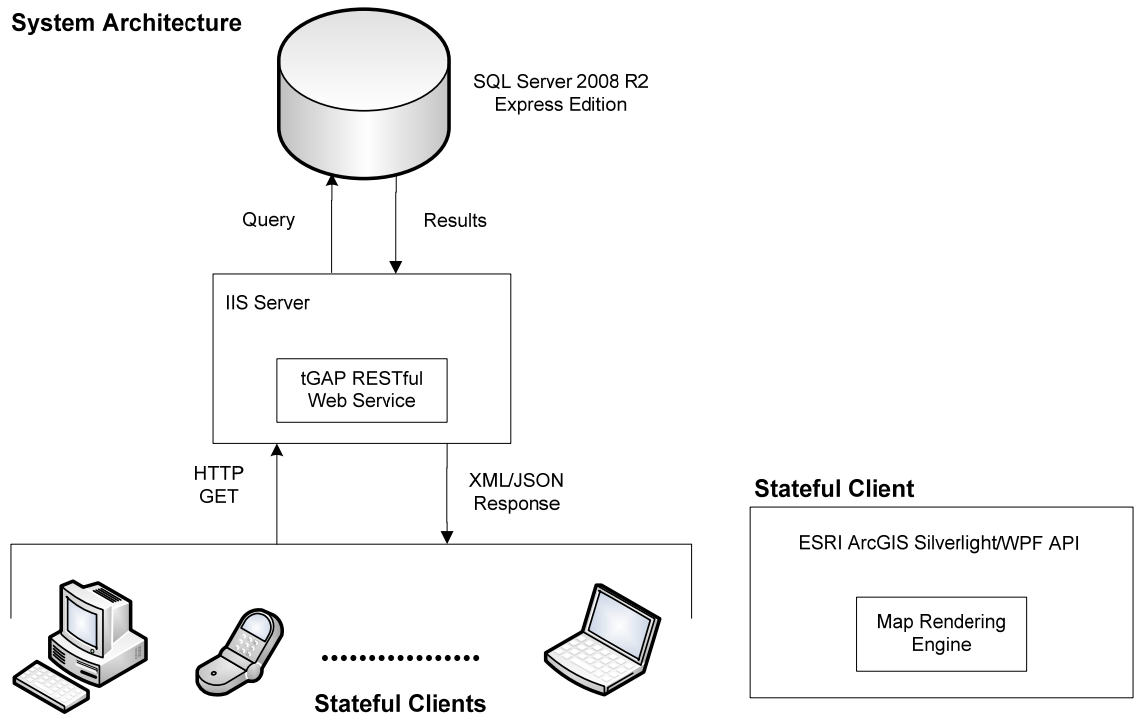 System Architecture
SQL Server 2008 R2
Express Edition
Query
Results
IIS Server
tGAP RESTful
Web Service
HTTP
GET
XML/JSON
Response
Stateful Client
ESRI ArcGIS Silverlight/WPF API
Map Rendering
Engine
Stateful Clients